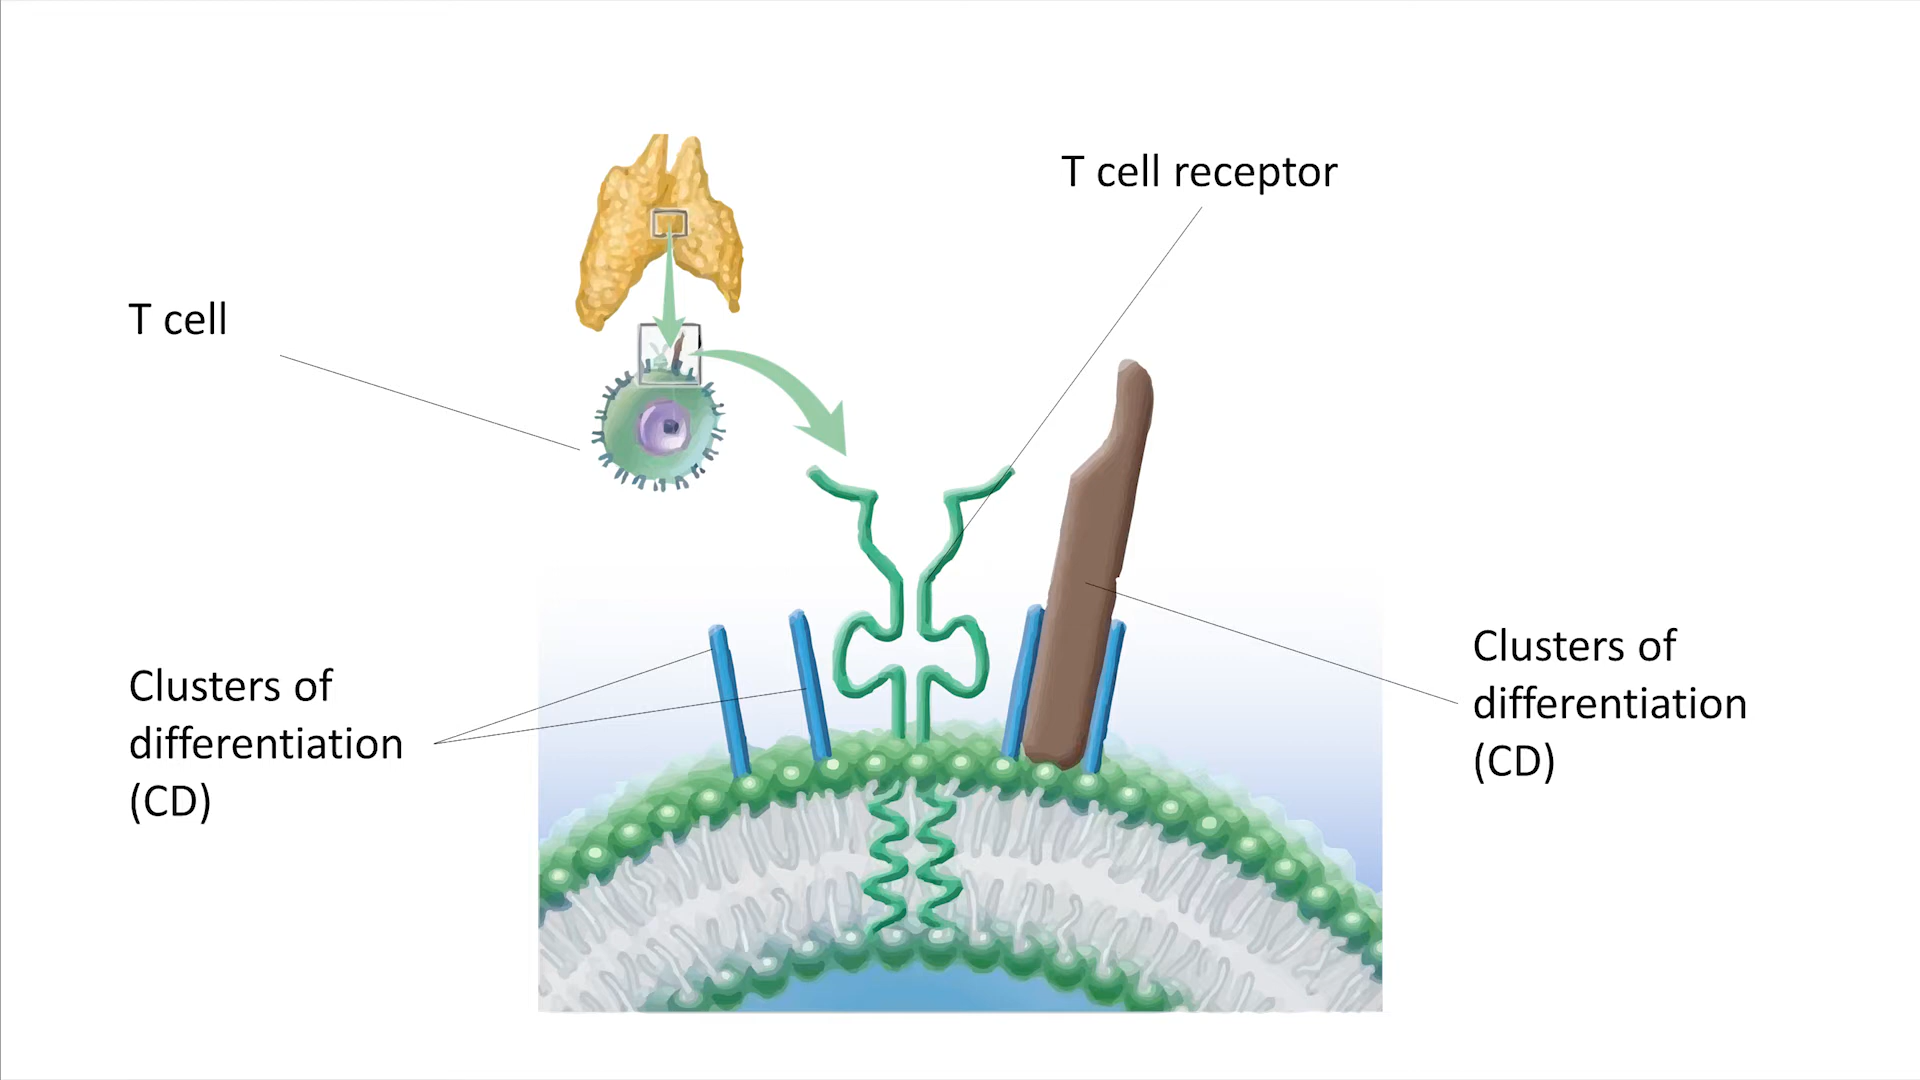 T cell receptor
T cell
Clusters of
differentiation
(CD)
Clusters of
differentiation
(CD)